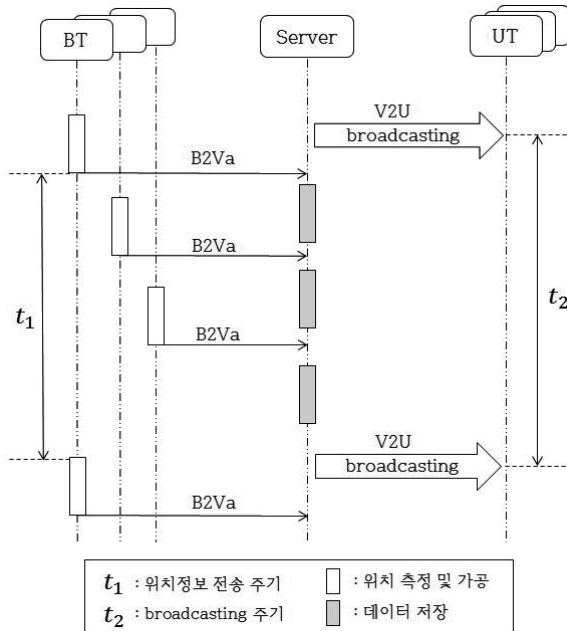 BT
Server
UT
V2U
broadcasting
B2Va
B2Va
B2Va
t1
t2
V2U
broadcasting
B2Va
t1 : 위치정보 전송 주기
: 위치 측정 및 가공
t2 : broadcasting 주기
: 데이터 저장